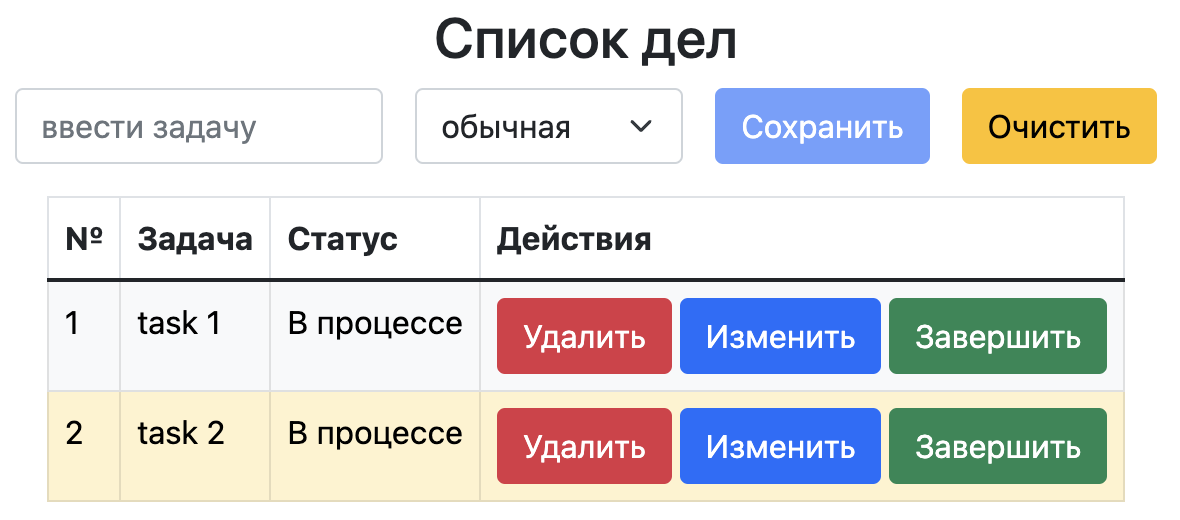 Список дел
ввести задачу обычная Сохранить Очистить
№ Задача Статус Действия
1 task 1 В процессе Удалить Изменить Завершить
2 task 2 В процессе Удалить Изменить Завершить